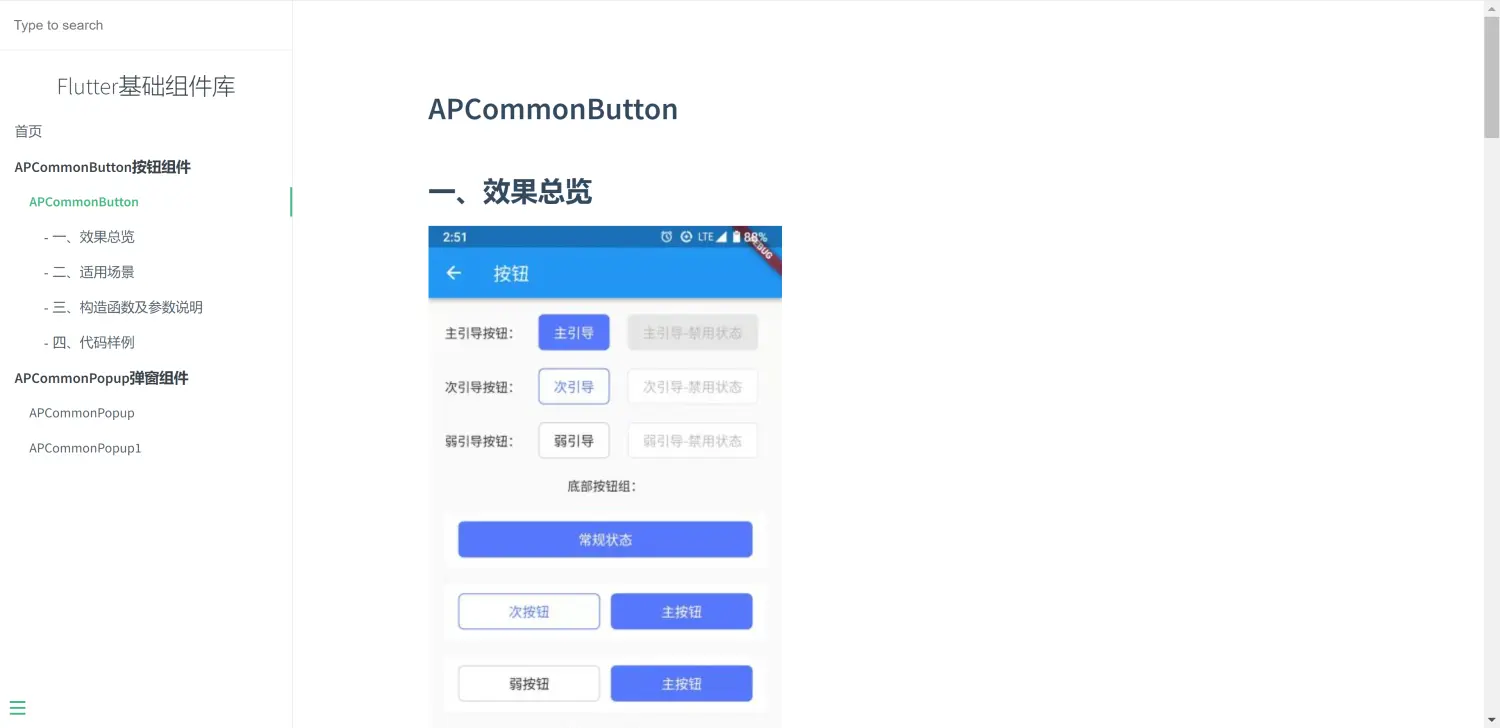 Type to search
Flutter基础组件库
首页
APCommonButton按钮组件
APCommonButton
- 一、效果总览
- 二、适用场景
- 三、构造函数及参数说明
- 四、代码样例
APCommonPopup弹窗组件
APCommonPopup
APCommonPopup1
APCommonButton
一、效果总览
2:51 LTE 88%
按钮
主引导按钮： 主引导 主引导-禁用状态
次引导按钮： 次引导 次引导-禁用状态
弱引导按钮： 弱引导 弱引导-禁用状态
底部按钮组：
常规状态
次按钮 主按钮
弱按钮 主按钮